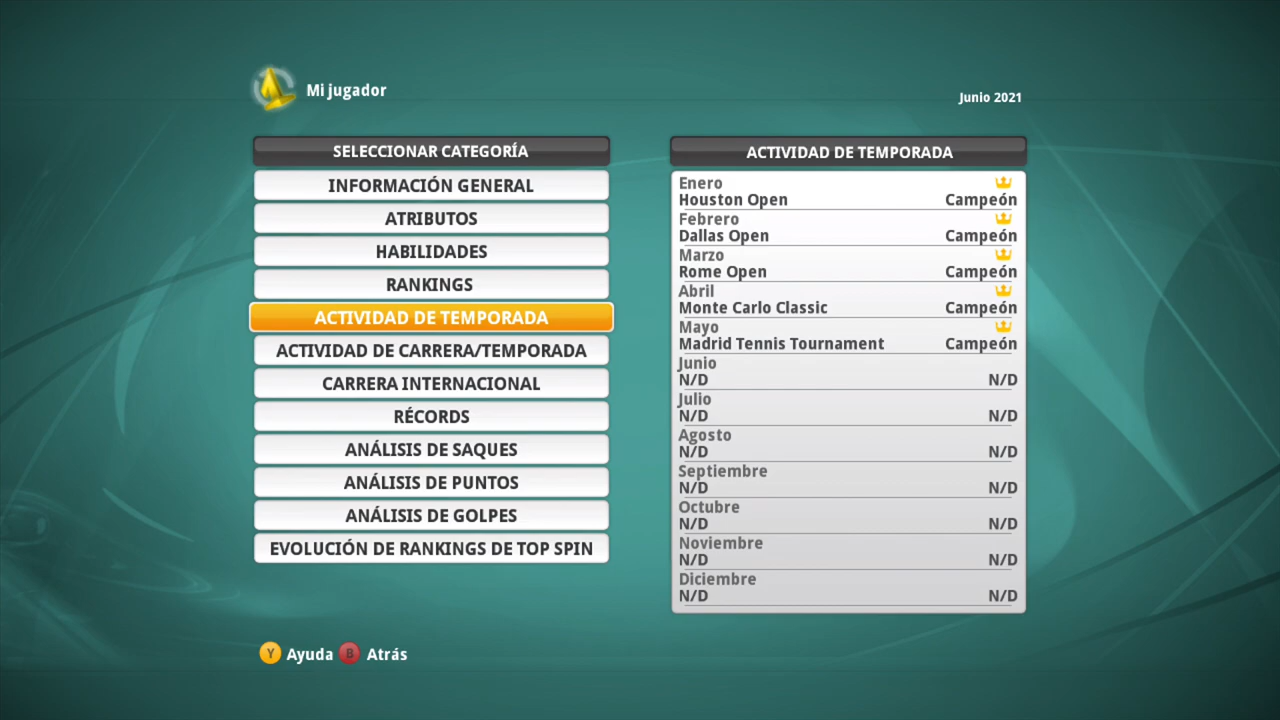 Mi jugador
Junio 2021
SELECCIONAR CATEGORÍA
INFORMACIÓN GENERAL
ATRIBUTOS
HABILIDADES
RANKINGS
ACTIVIDAD DE TEMPORADA
ACTIVIDAD DE CARRERA/TEMPORADA
CARRERA INTERNACIONAL
RÉCORDS
ANÁLISIS DE SAQUES
ANÁLISIS DE PUNTOS
ANÁLISIS DE GOLPES
EVOLUCIÓN DE RANKINGS DE TOP SPIN
ACTIVIDAD DE TEMPORADA
Enero
Houston Open Campeón
Febrero
Dallas Open Campeón
Marzo
Rome Open Campeón
Abril
Monte Carlo Classic Campeón
Mayo
Madrid Tennis Tournament Campeón
Junio
N/D N/D
Julio
N/D N/D
Agosto
N/D N/D
Septiembre
N/D N/D
Octubre
N/D N/D
Noviembre
N/D N/D
Diciembre
N/D N/D
Y Ayuda B Atrás